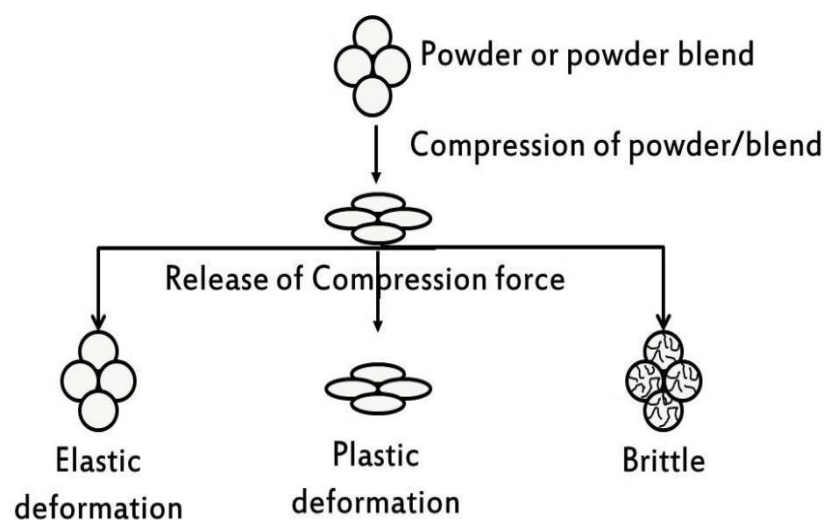 Powder or powder blend
Compression of powder/blend
Release of Compression force
Elastic
deformation
Plastic
deformation
Brittle